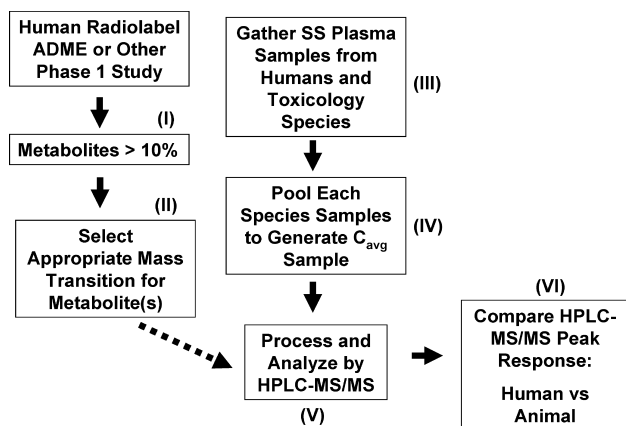 Human Radiolabel
ADME or Other
Phase 1 Study
(I)
Metabolites > 10%
(II)
Select
Appropriate Mass
Transition for
Metabolite(s)
Gather SS Plasma
Samples from
Humans and
Toxicology
Species
(III)
Pool Each
Species Samples
to Generate Cavg
Sample
(IV)
Process and
Analyze by
HPLC-MS/MS
(V)
(VI)
Compare HPLC-
MS/MS Peak
Response:
Human vs
Animal